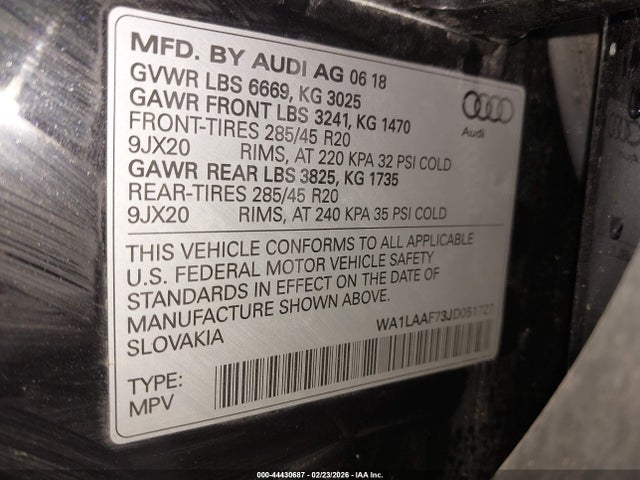 MFD. BY AUDI AG 06 18
GVWR LBS 6669, KG 3025
GAWR FRONT LBS 3241, KG 1470
FRONT-TIRES 285/45 R20
9JX20 RIMS, AT 220 KPA 32 PSI COLD
GAWR REAR LBS 3825, KG 1735
REAR-TIRES 285/45 R20
9JX20 RIMS, AT 240 KPA 35 PSI COLD
Audi
THIS VEHICLE CONFORMS TO ALL APPLICABLE
U.S. FEDERAL MOTOR VEHICLE SAFETY
STANDARDS IN EFFECT ON THE DATE OF
MANUFACTURE SHOWN ABOVE.
SLOVAKIA
WA1LAAF73JD051727
TYPE:
MPV
000-44430687 - 02/23/2026 - IAA Inc.